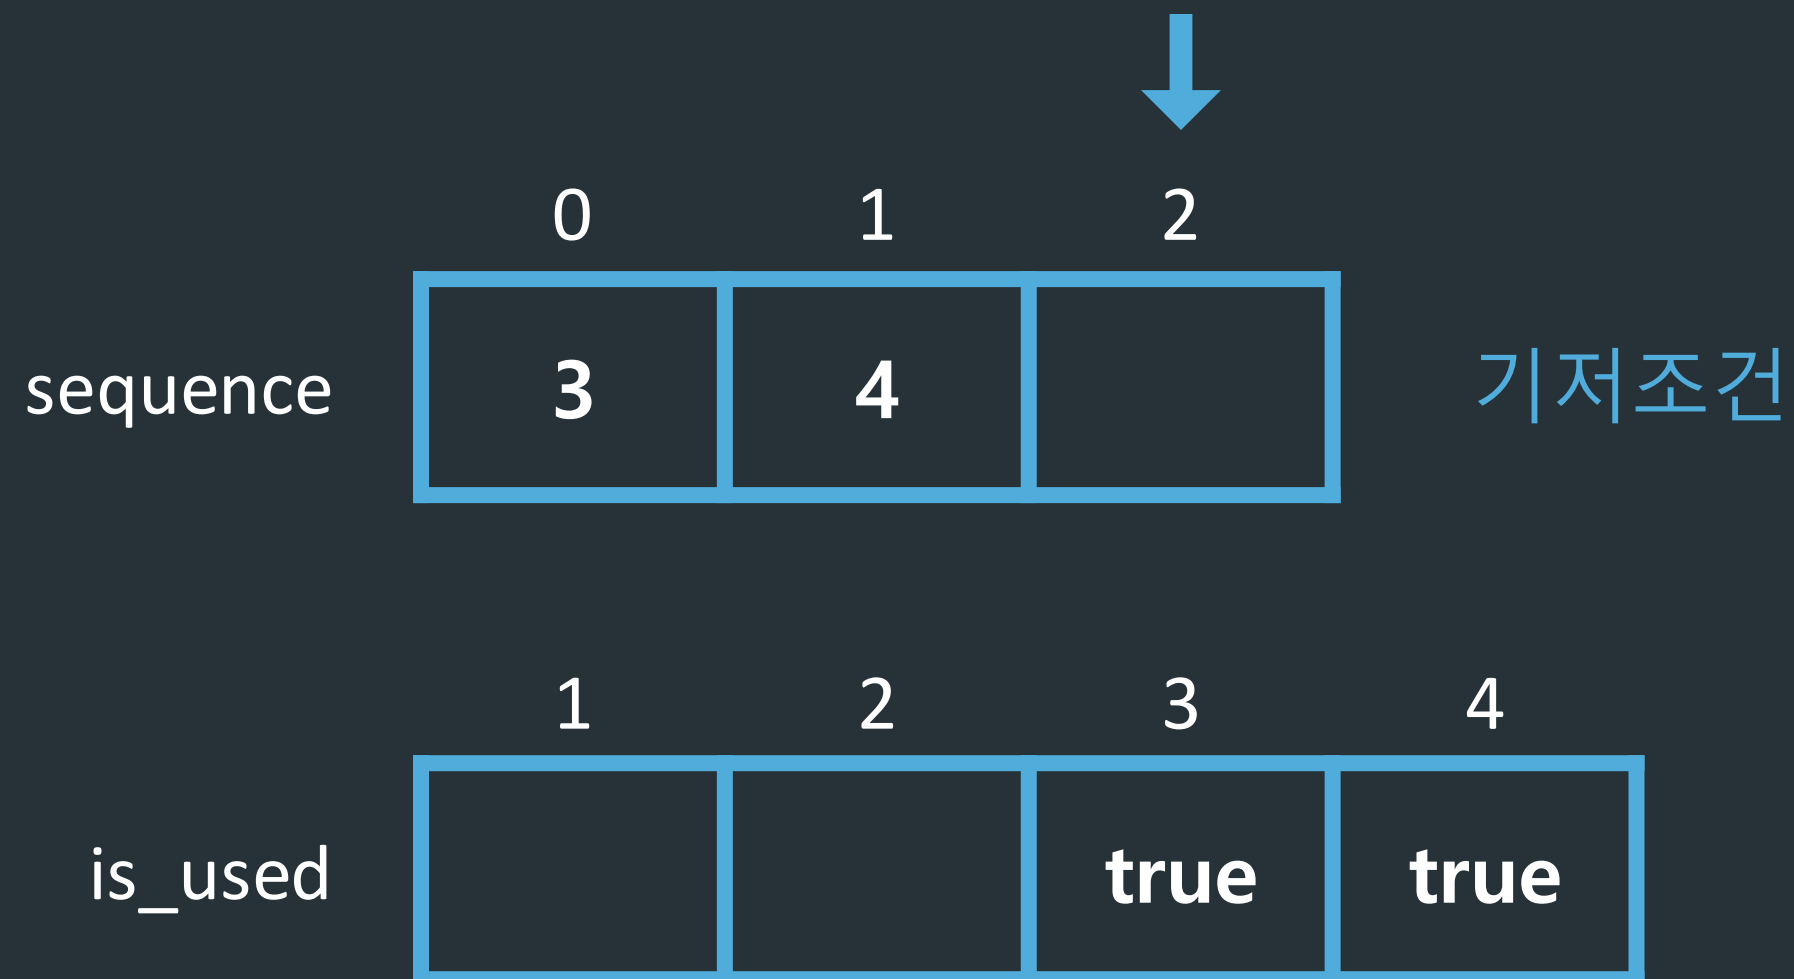 0 1 2
sequence 3 4 기저조건
1 2 3 4
is_used true true